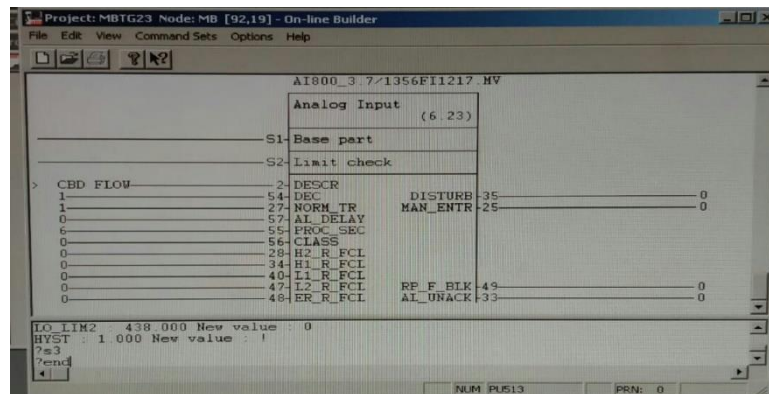 Project: MBTG23 Node: MB [92,19] - On-line Builder
File Edit View Command Sets Options Help
AI800_3.7/1356FI1217.MV
Analog Input
(6.23)
S1 Base part
S2 Limit check
> CBD FLOW 2 DESCR
1 54 DEC DISTURB 35 0
1 27 NORM_TR MAN_ENTR 25 0
0 57 AL_DELAY
6 55 PROC_SEC
0 56 CLASS
0 28 H2_R_FCL
0 34 H1_R_FCL
0 40 L1_R_FCL
0 47 L2_R_FCL RP_F_BLK 49 0
0 48 ER_R_FCL AL_UNACK 33 0
LO_LIM2 : 438.000 New value : 0
HYST : 1.000 New value : !
?s3
?end
NUM PU513 PRN: 0